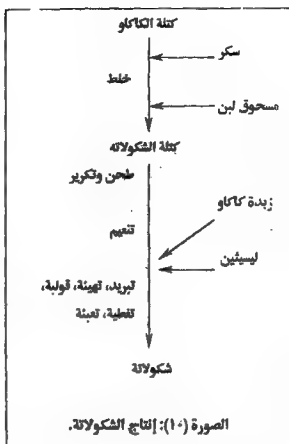 كتلة الكاكاو
سكر
خلط
مسحوق لبن
كتلة الشكولاته
طحن وتكرير
زبدة كاكاو
تنعيم
ليسيثين
تبريد، تهيئة، قولبة،
تغطية، تعبئة
شكولاتة
الصورة (١٠): إنتاج الشكولاتة.